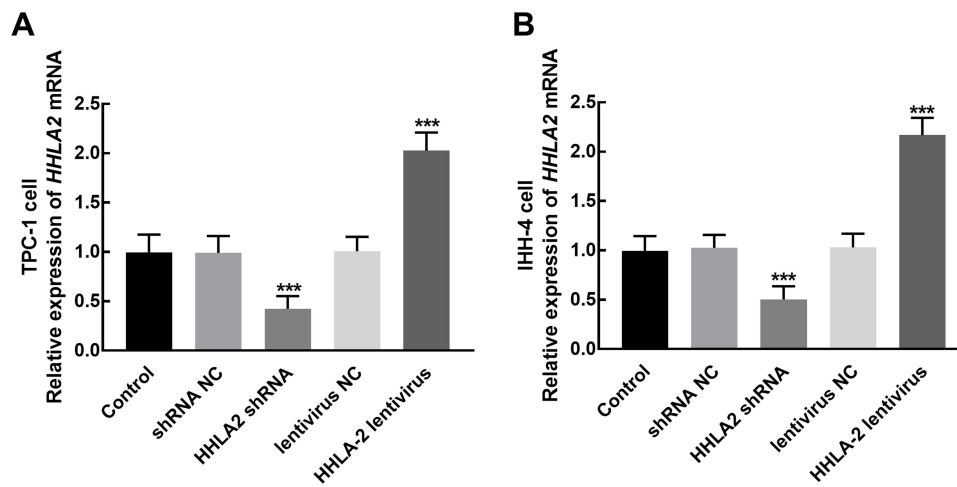 A
TPC-1 cell
Relative expression of HHLA2 mRNA
2.5
2.0
1.5
1.0
0.5
0.0
***
***
Control
shRNA NC
HHLA2 shRNA
lentivirus NC
HHLA-2 lentivirus
B
IHH-4 cell
Relative expression of HHLA2 mRNA
2.5
2.0
1.5
1.0
0.5
0.0
***
***
Control
shRNA NC
HHLA2 shRNA
lentivirus NC
HHLA-2 lentivirus